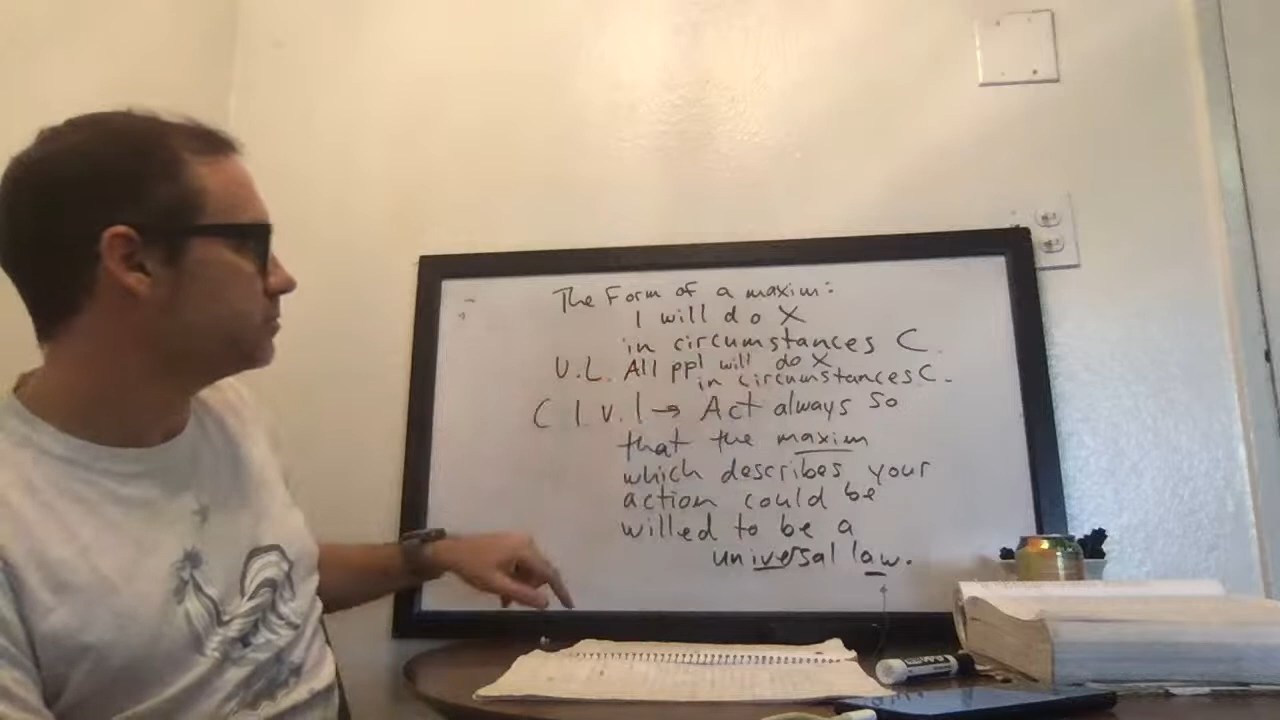 The Form of a maxim:
I will do X
in circumstances C.
U.L. All ppl will do X
in circumstances C.
C I v. 1 → Act always so
that the maxim
which describes your
action could be
willed to be a
universal law.